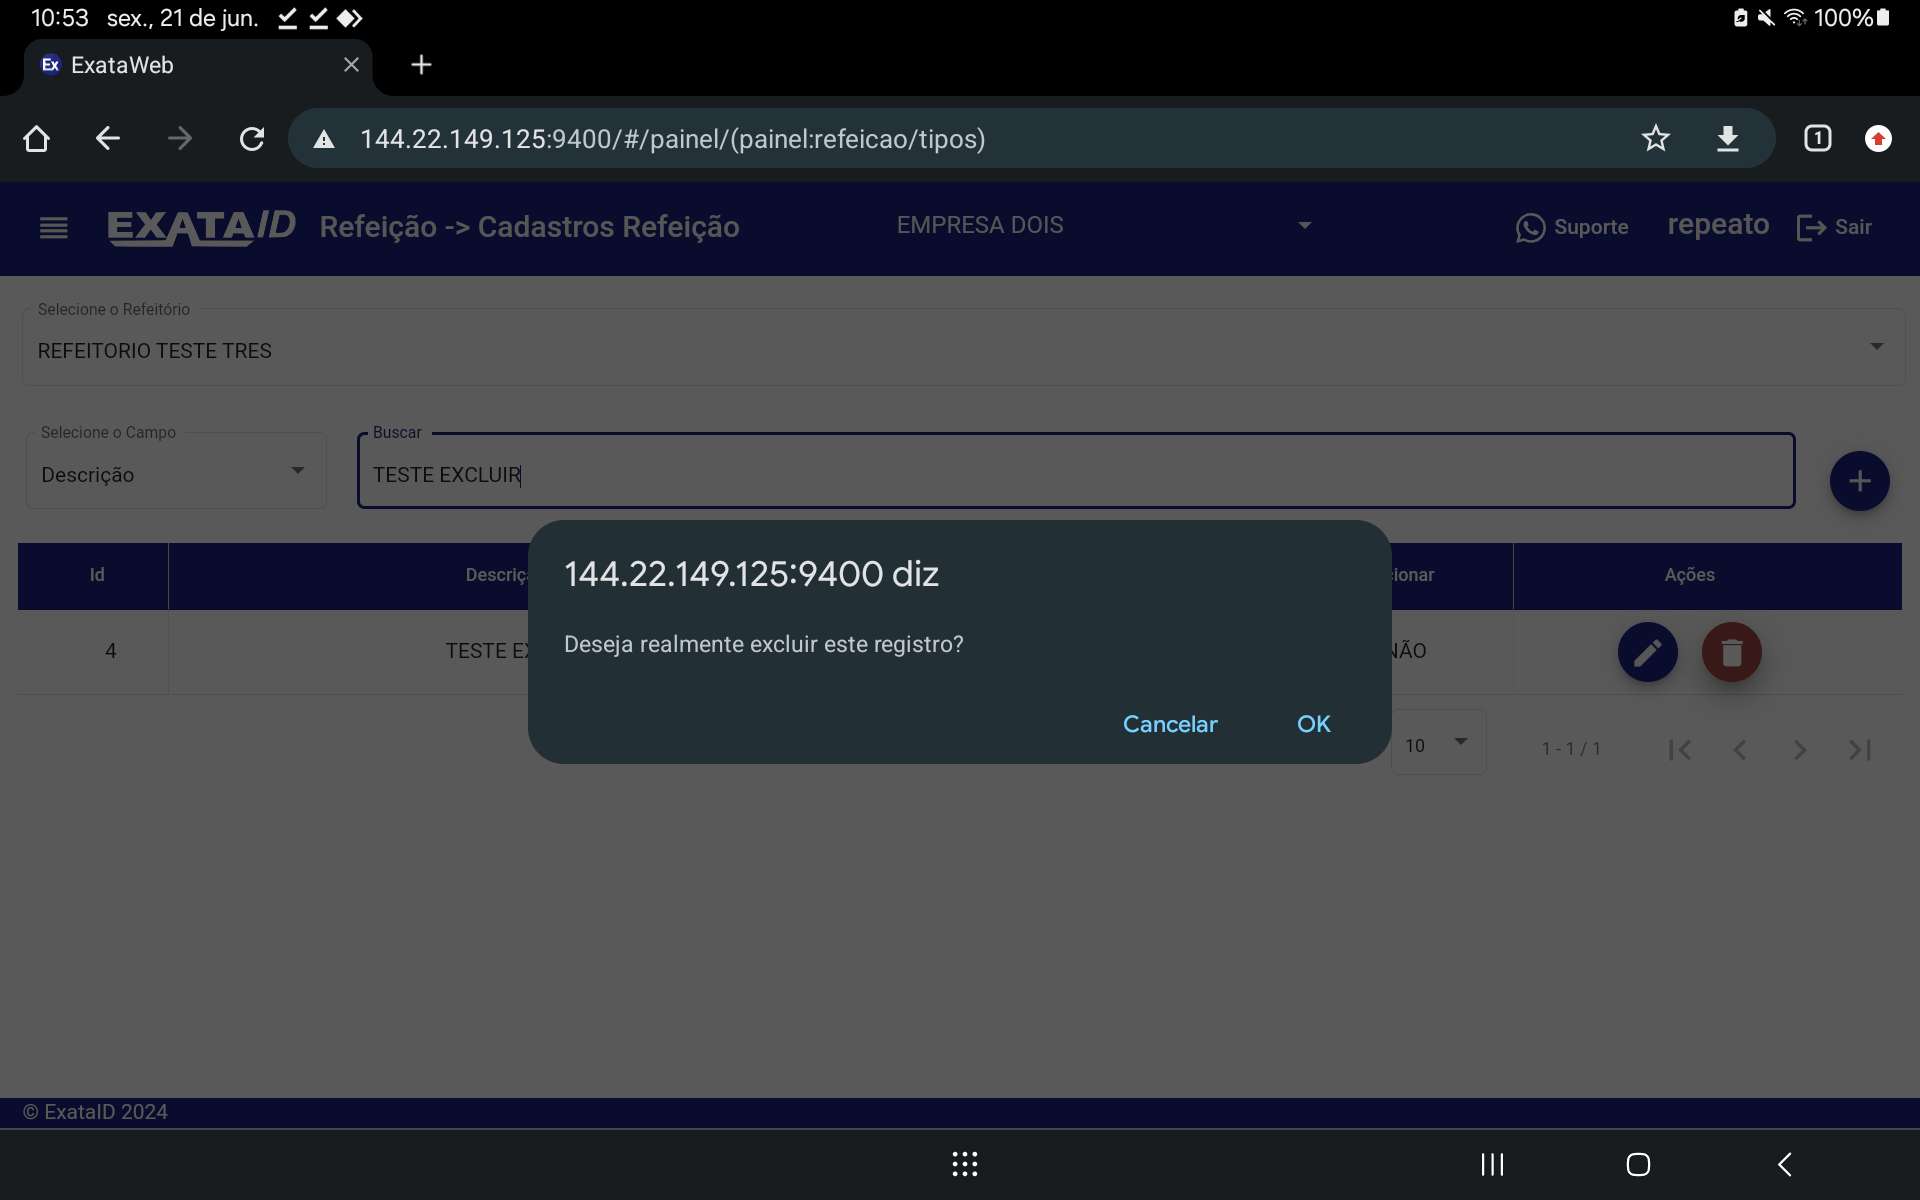 10:53 sex., 21 de jun. 100%
Ex ExataWeb
144.22.149.125:9400/#/painel/(painel:refeicao/tipos) 1
EXATAID Refeição -> Cadastros Refeição EMPRESA DOIS Suporte repeato Sair
Selecione o Refeitório
REFEITORIO TESTE TRES
Selecione o Campo Buscar
Descrição TESTE EXCLUIR
144.22.149.125:9400 diz
Id Ações
Deseja realmente excluir este registro?
4 TESTE NÃO
Cancelar OK
10 1 - 1 / 1
© ExataID 2024